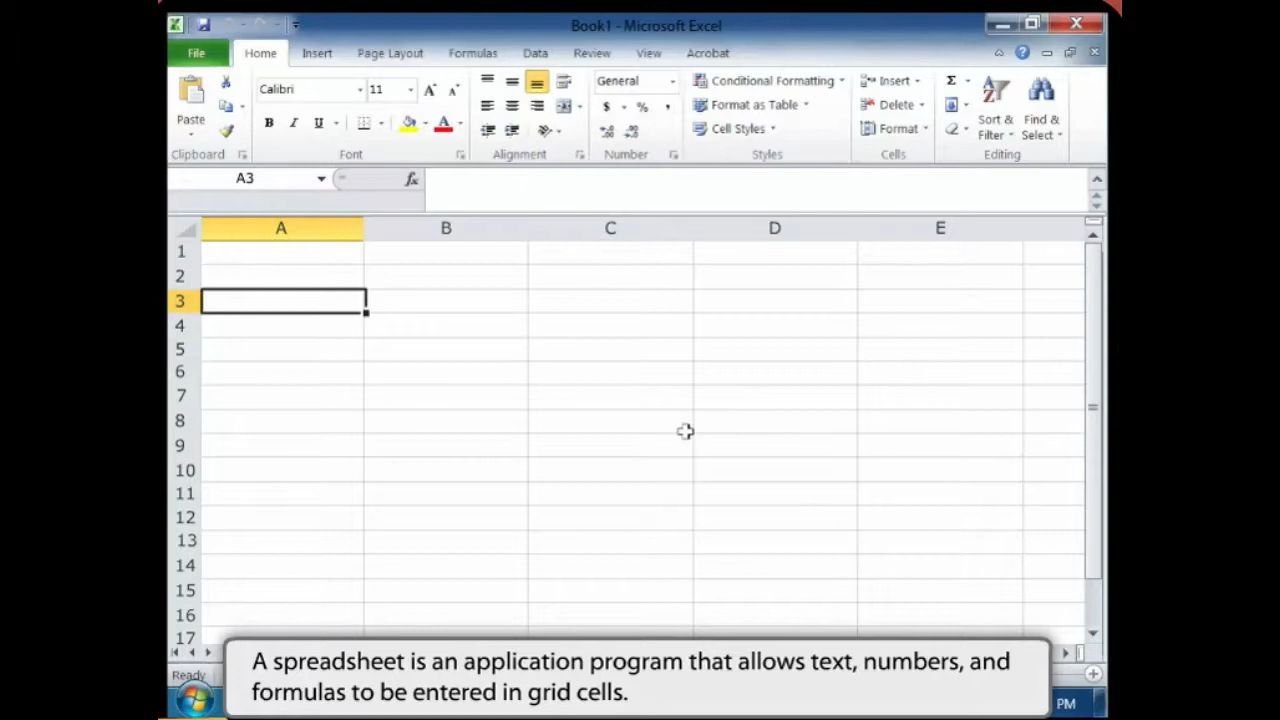 Book1 - Microsoft Excel
File Home Insert Page Layout Formulas Data Review View Acrobat
Calibri 11 General Conditional Formatting Insert Σ
$ % , Format as Table Delete
Paste B I U A Cell Styles Format Sort & Filter Find & Select
Clipboard Font Alignment Number Styles Cells Editing
A3 fx
A B C D E
1
2
3
4
5
6
7
8
9
10
11
12
13
14
15
16
17
Ready
A spreadsheet is an application program that allows text, numbers, and
formulas to be entered in grid cells.
PM